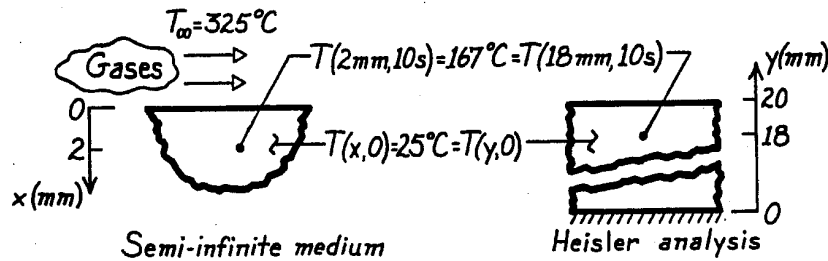 T∞=325°C
Gases
T(2mm,10s)=167°C=T(18mm,10s)
y(mm)
0
20
2
T(x,0)=25°C=T(y,0)
18
x(mm)
0
Semi-infinite medium
Heisler analysis